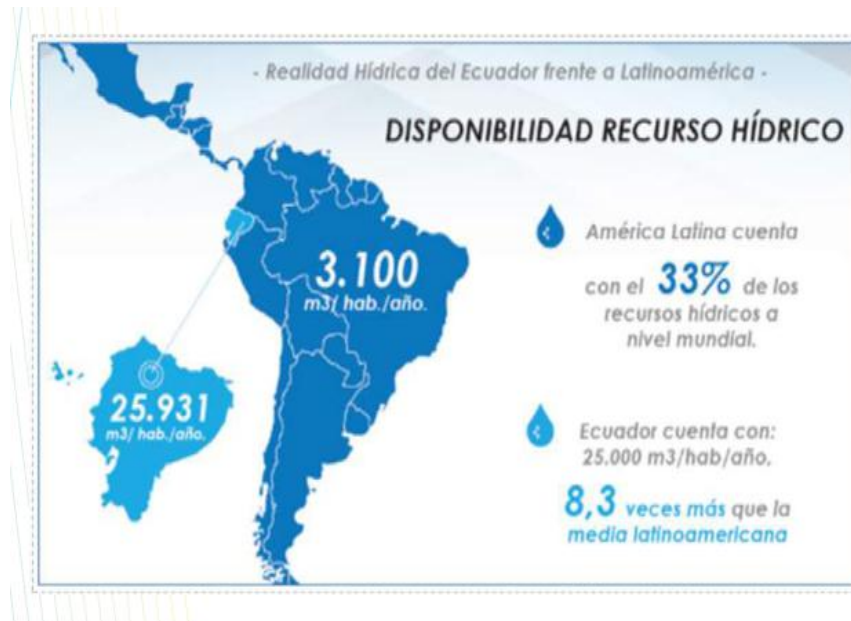 - Realidad Hídrica del Ecuador frente a Latinoamérica -
DISPONIBILIDAD RECURSO HÍDRICO
América Latina cuenta
con el 33% de los
recursos hídricos a
nivel mundial.
3.100
m3/ hab./año.
25.931
m3/ hab./año.
Ecuador cuenta con:
25.000 m3/hab/año.
8,3 veces más que la
media latinoamericana